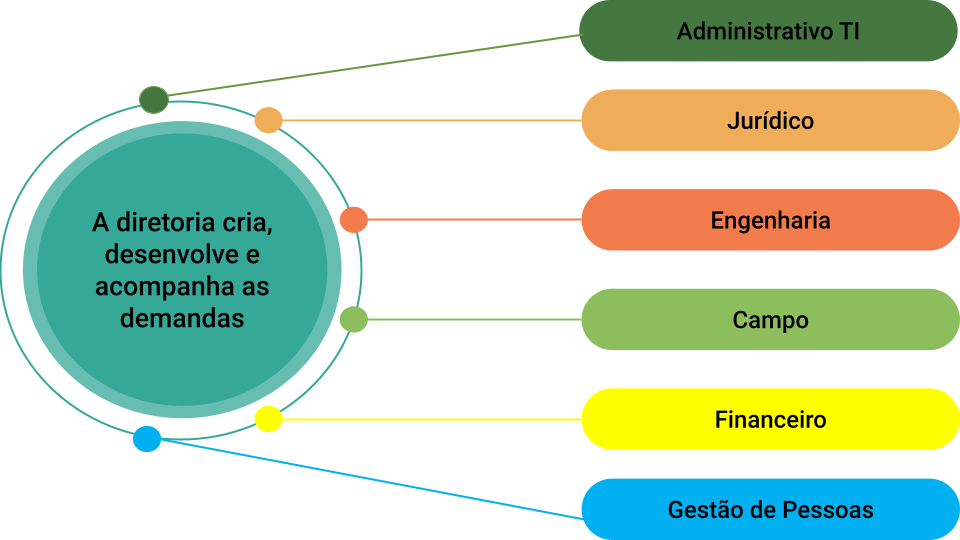 A diretoria cria,
desenvolve e
acompanha as
demandas
Administrativo TI
Jurídico
Engenharia
Campo
Financeiro
Gestão de Pessoas